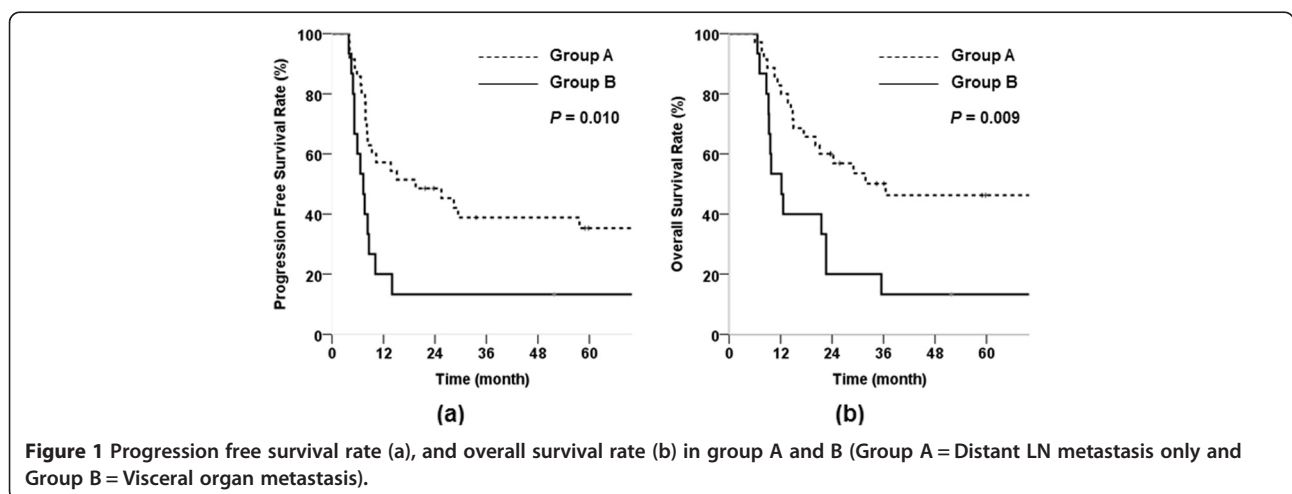 100
80
60
40
20
0
Progression Free Survival Rate (%)
Group A
Group B
P = 0.010
0 12 24 36 48 60
Time (month)
(a)
100
80
60
40
20
0
Overall Survival Rate (%)
Group A
Group B
P = 0.009
0 12 24 36 48 60
Time (month)
(b)
Figure 1 Progression free survival rate (a), and overall survival rate (b) in group A and B (Group A = Distant LN metastasis only and
Group B = Visceral organ metastasis).